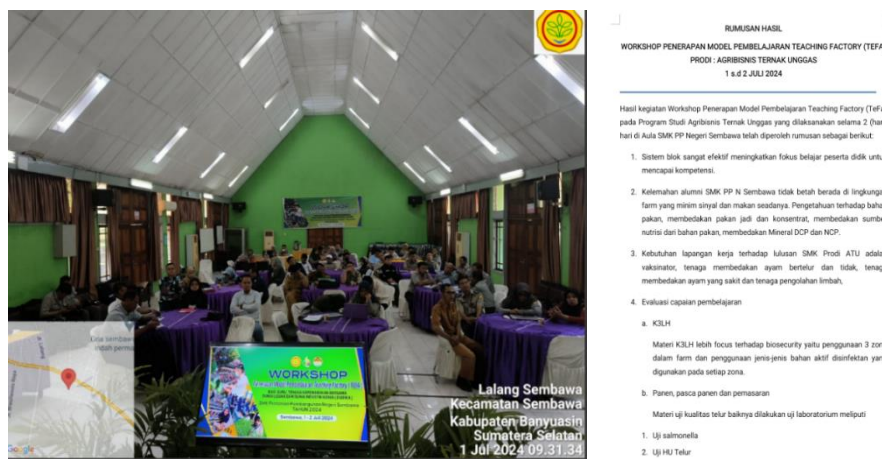 WORKSHOP
TAHUN 2024
Sembawa, 1 - 2 Juli 2024
Google
Lalang Sembawa
Kecamatan Sembawa
Kabupaten Banyuasin
Sumatera Selatan
1 Jul 2024 09.31.34
RUMUSAN HASIL
WORKSHOP PENERAPAN MODEL PEMBELAJARAN TEACHING FACTORY (TEFA
PRODI : AGRIBISNIS TERNAK UNGGAS
1 s.d 2 JULI 2024
Hasil kegiatan Workshop Penerapan Model Pembelajaran Teaching Factory (TeFa
pada Program Studi Agribisnis Ternak Unggas yang dilaksanakan selama 2 (hari
hari di Aula SMK PP Negeri Sembawa telah diperoleh rumusan sebagai berikut:
1. Sistem blok sangat efektif meningkatkan fokus belajar peserta didik untu
mencapai kompetensi.
2. Kelemahan alumni SMK PP N Sembawa tidak betah berada di lingkunga
farm yang minim sinyal dan makan seadanya. Pengetahuan terhadap baha
pakan, membedakan pakan jadi dan konsentrat, membedakan sumbe
nutrisi dari bahan pakan, membedakan Mineral DCP dan NCP.
3. Kebutuhan lapangan kerja terhadap lulusan SMK Prodi ATU adala
vaksinator, tenaga membedakan ayam bertelur dan tidak, tenag
membedakan ayam yang sakit dan tenaga pengolahan limbah,
4. Evaluasi capaian pembelajaran
a. K3LH
Materi K3LH lebih focus terhadap biosecurity yaitu penggunaan 3 zon
dalam farm dan penggunaan jenis-jenis bahan aktif disinfektan yan
digunakan pada setiap zona.
b. Panen, pasca panen dan pemasaran
Materi uji kualitas telur baiknya dilakukan uji laboratorium meliputi
1. Uji salmonella
2. Uji HU Telur